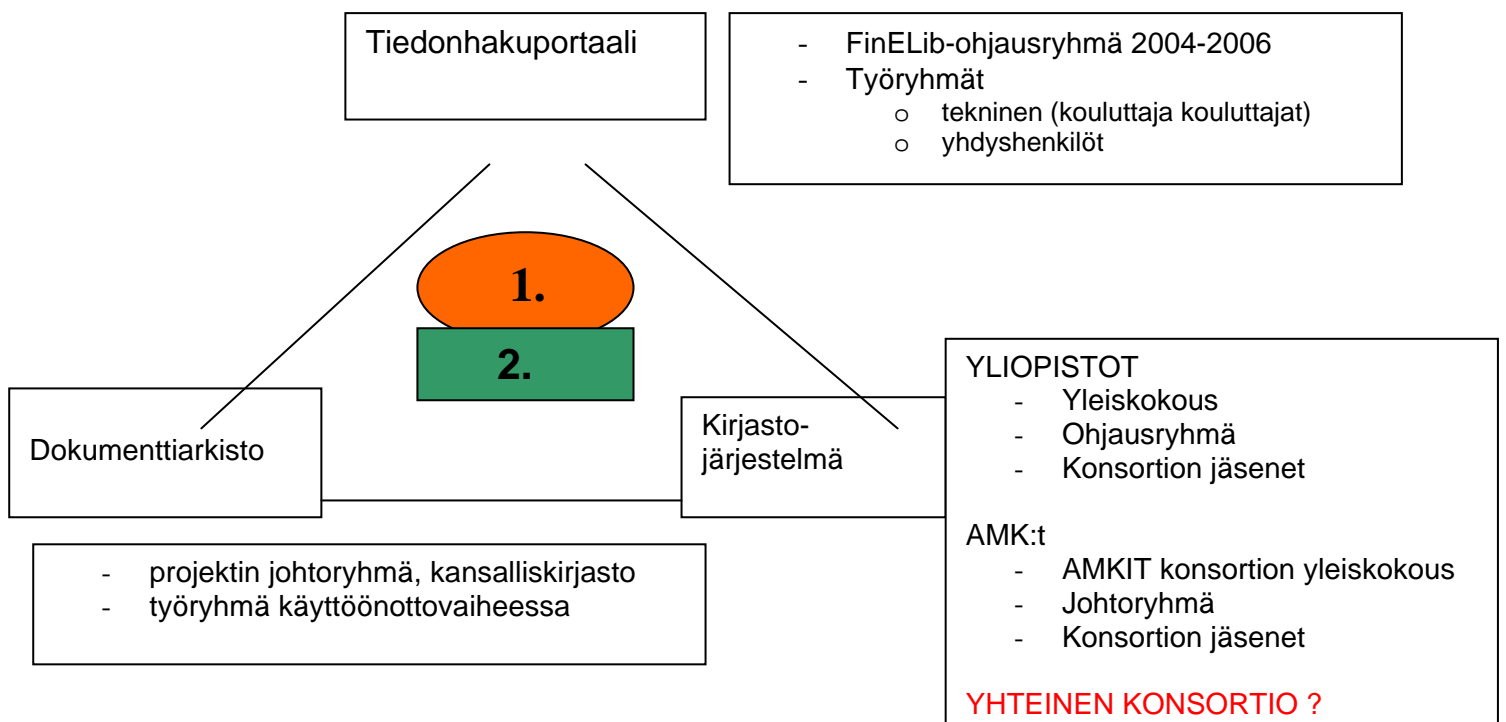 Tiedonhakuportaali
- FinELib-ohjausryhmä 2004-2006
- Työryhmät
o tekninen (kouluttaja kouluttajat)
o yhdyshenkilöt
1.
2.
Dokumenttiarkisto
Kirjasto-
järjestelmä
YLIOPISTOT
- Yleiskokous
- Ohjausryhmä
- Konsortion jäsenet
AMK:t
- AMKIT konsortion yleiskokous
- Johtoryhmä
- Konsortion jäsenet
YHTEINEN KONSORTIO ?
- projektin johtoryhmä, kansalliskirjasto
- työryhmä käyttöönottovaiheessa